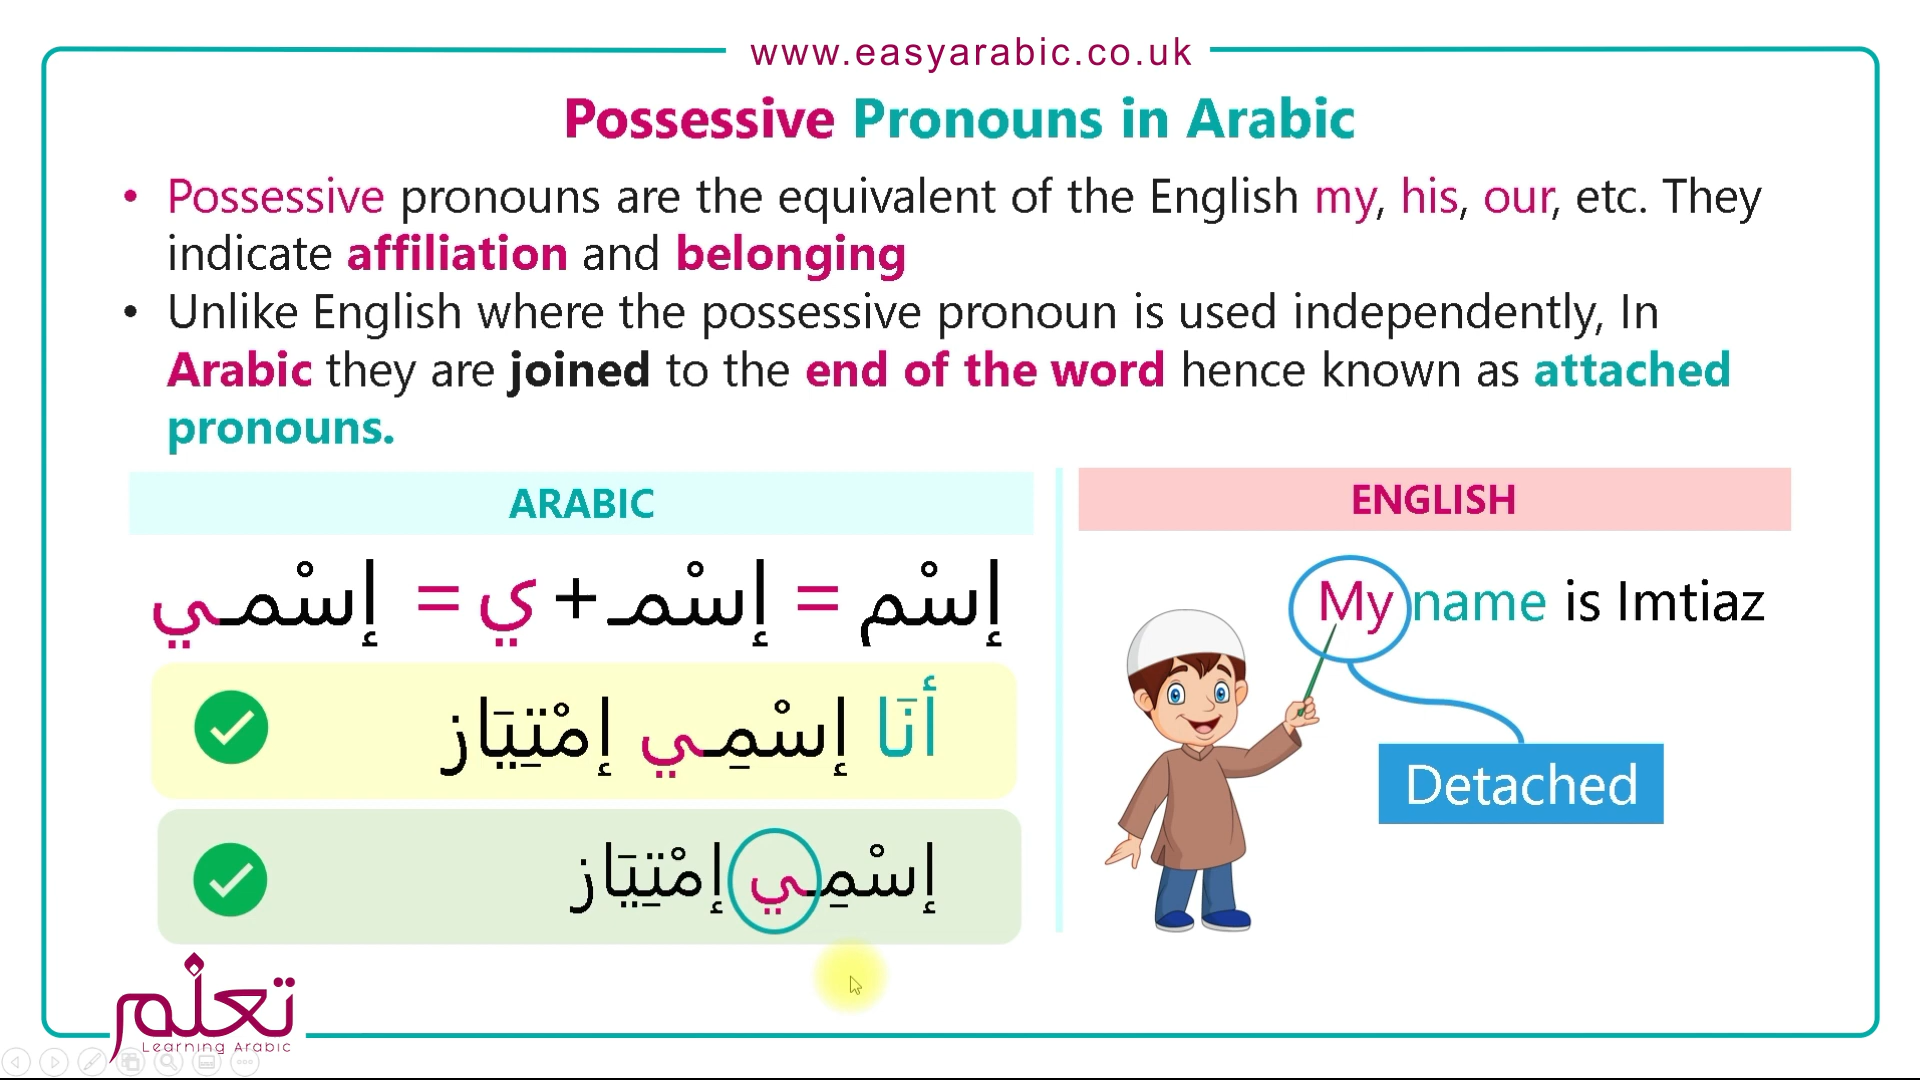 www.easyarabic.co.uk
Possessive Pronouns in Arabic
• Possessive pronouns are the equivalent of the English my, his, our, etc. They
indicate affiliation and belonging
• Unlike English where the possessive pronoun is used independently, In
Arabic they are joined to the end of the word hence known as attached
pronouns.
ARABIC
إسْم = إسْمـ + ي = إسْمـي
أنَا إسْمِـي إمْتِيَاز
إسْمِـي إمْتِيَاز
ENGLISH
My name is Imtiaz
Detached
تعلم
Learning Arabic